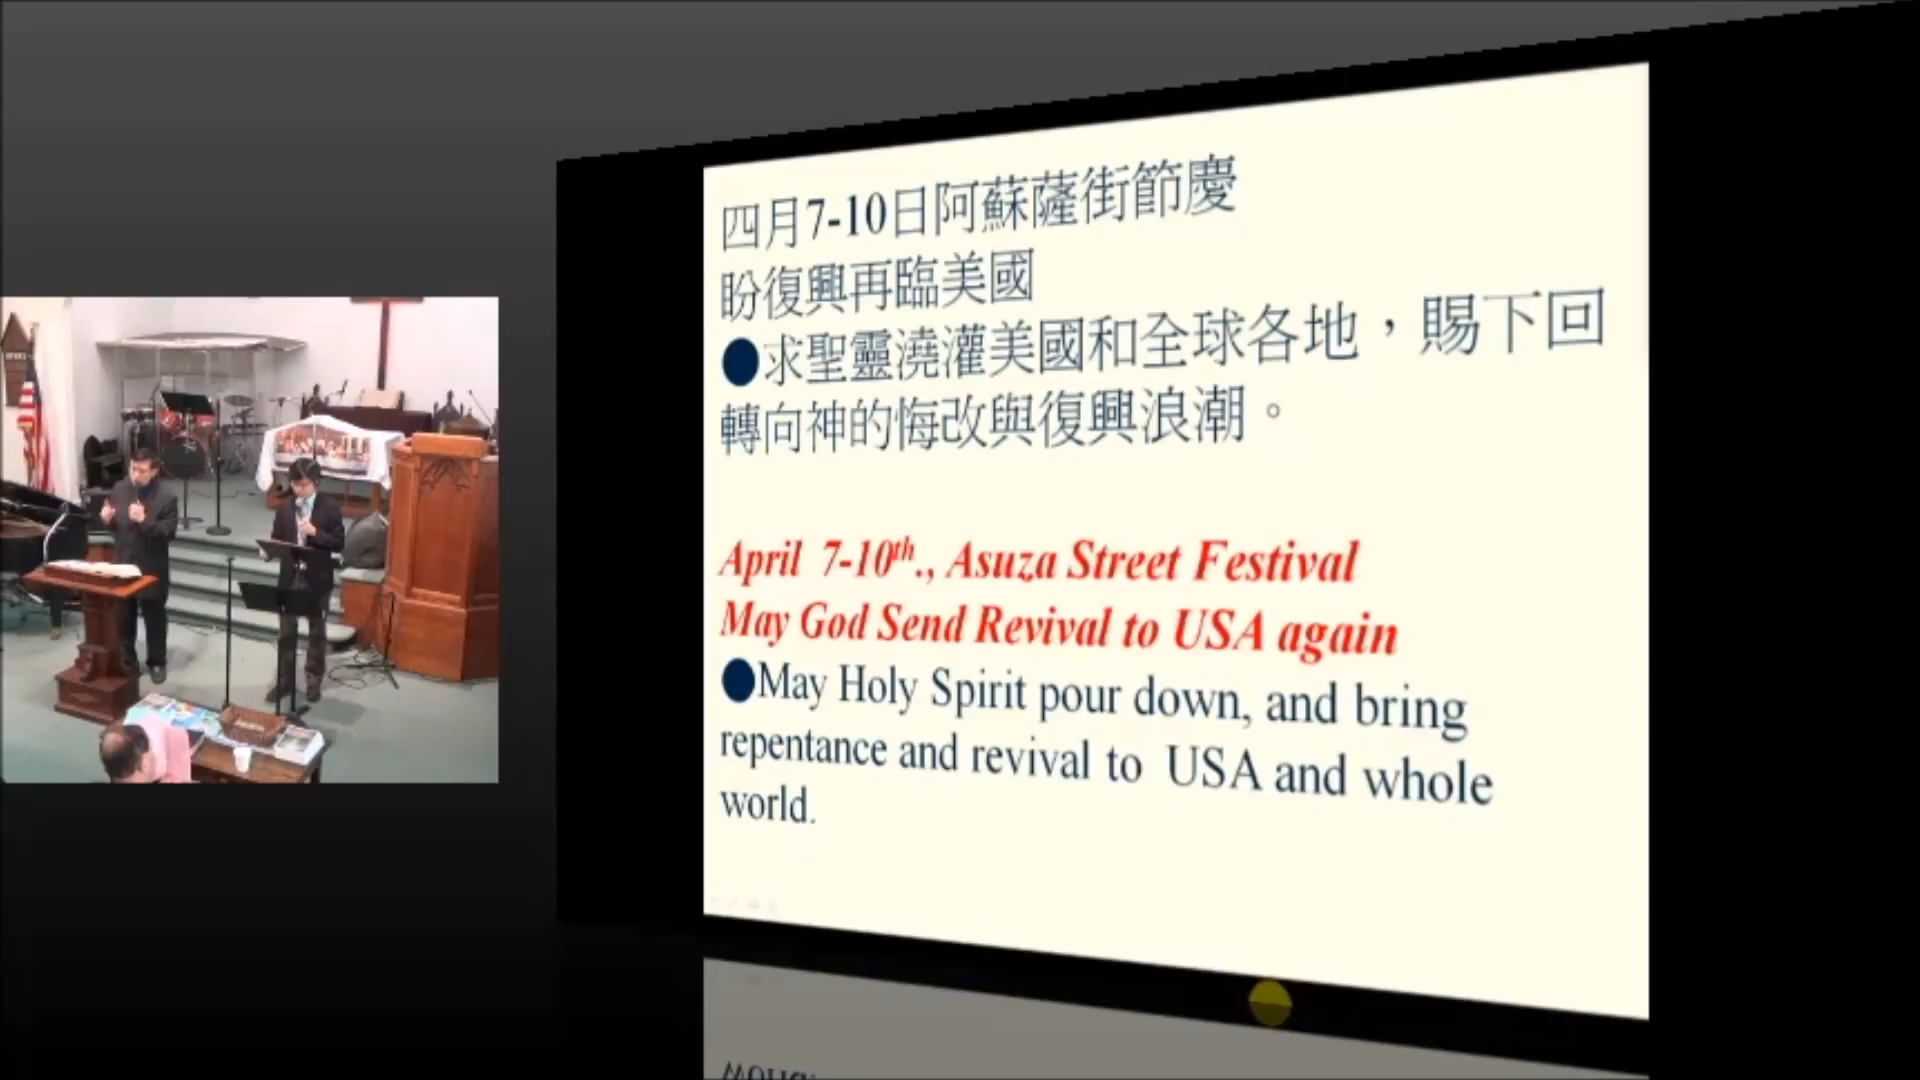 四月7-10日阿蘇薩街節慶
盼復興再臨美國
●求聖靈澆灌美國和全球各地，賜下回
轉向神的悔改與復興浪潮。
April 7-10th., Asuza Street Festival
May God Send Revival to USA again
●May Holy Spirit pour down, and bring
repentance and revival to USA and whole
world.